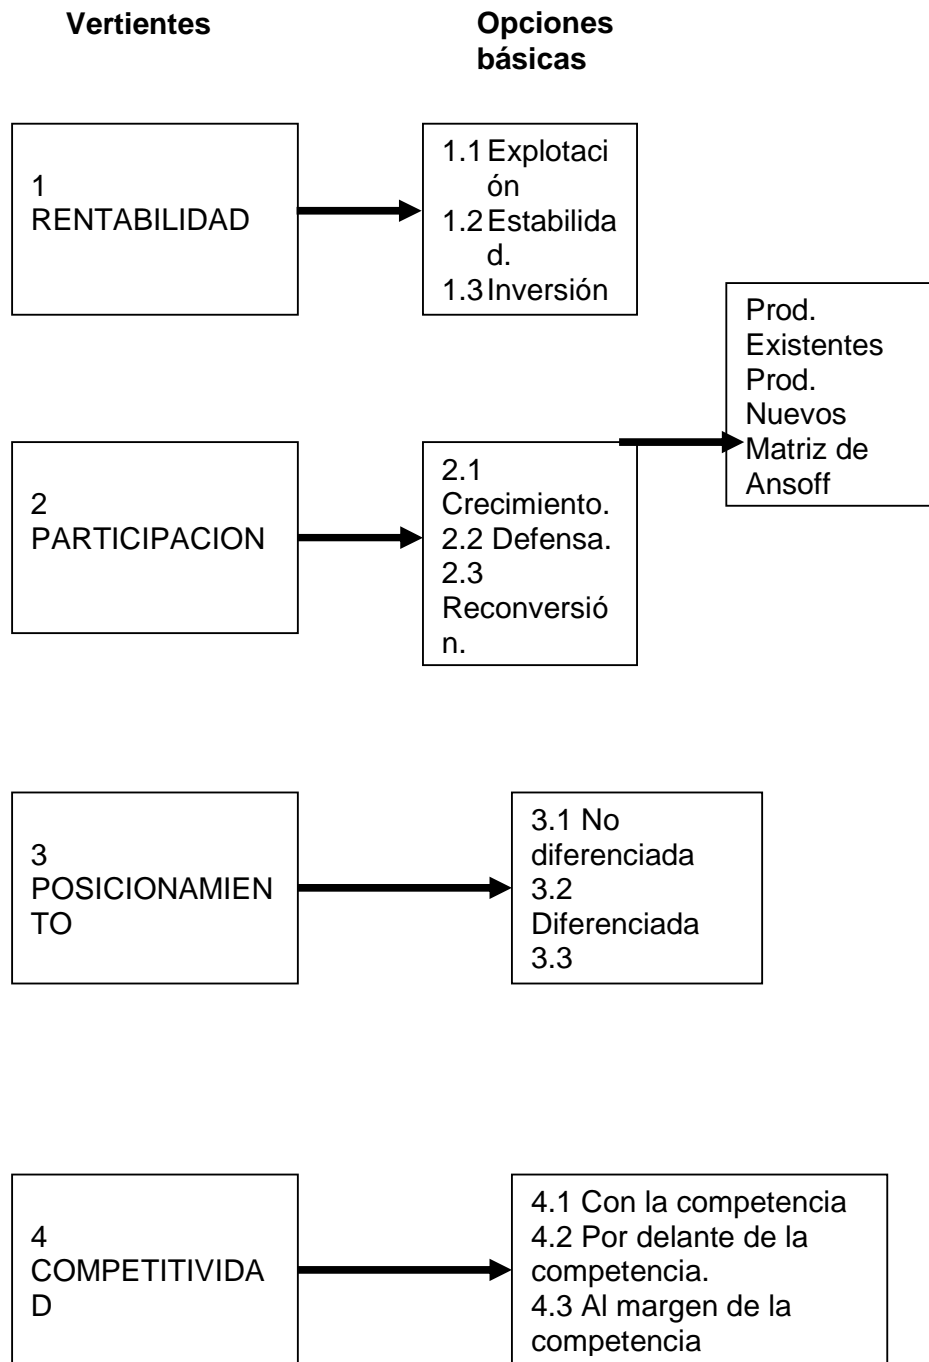 Vertientes
Opciones
básicas
1
RENTABILIDAD
1.1 Explotaci
ón
1.2 Estabilida
d.
1.3 Inversión
Prod.
Existentes
Prod.
Nuevos
Matriz de
Ansoff
2
PARTICIPACION
2.1
Crecimiento.
2.2 Defensa.
2.3
Reconversió
n.
3
POSICIONAMIEN
TO
3.1 No
diferenciada
3.2
Diferenciada
3.3
4
COMPETITIVIDA
D
4.1 Con la competencia
4.2 Por delante de la
competencia.
4.3 Al margen de la
competencia